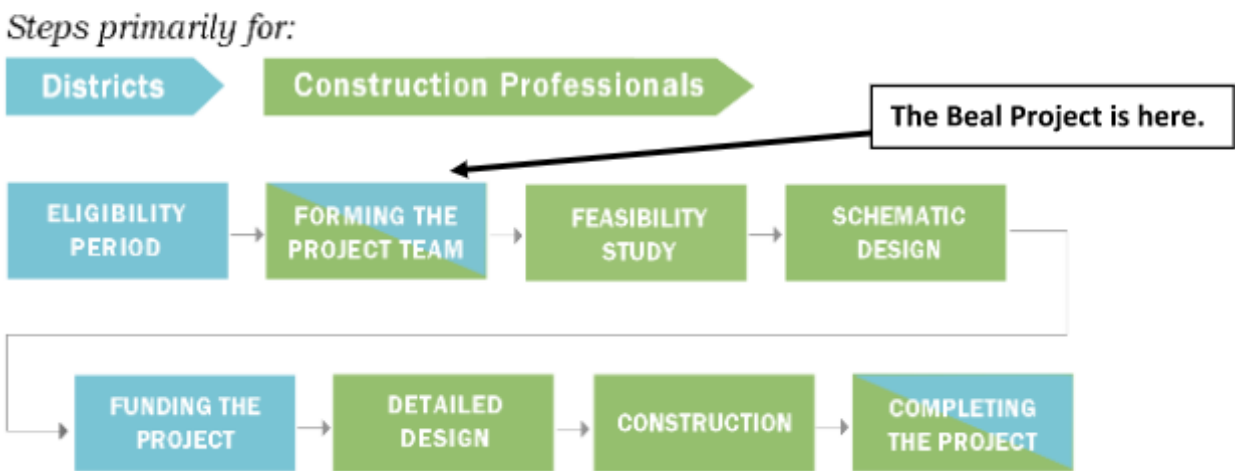 Steps primarily for:
Districts
Construction Professionals
The Beal Project is here.
ELIGIBILITY
PERIOD
FORMING THE
PROJECT TEAM
FEASIBILITY
STUDY
SCHEMATIC
DESIGN
FUNDING THE
PROJECT
DETAILED
DESIGN
CONSTRUCTION
COMPLETING
THE PROJECT